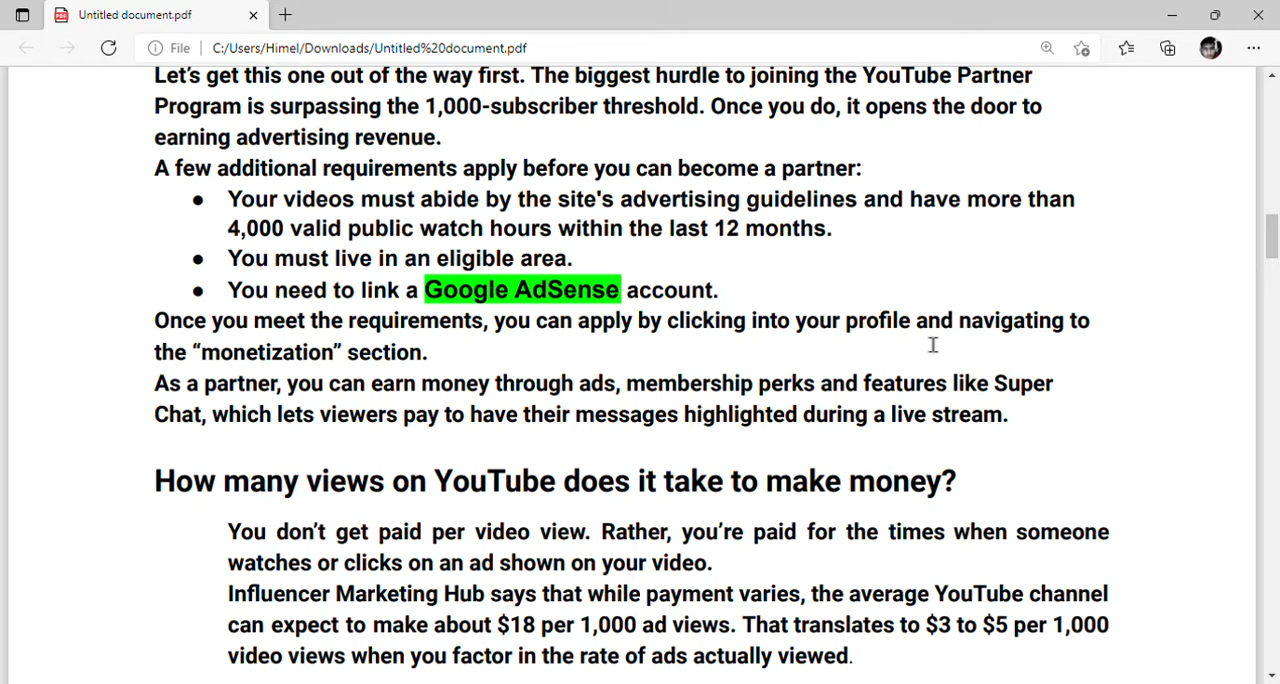 Untitled document.pdf
File
C:/Users/Himel/Downloads/Untitled%20document.pdf
Let's get this one out of the way first. The biggest hurdle to joining the YouTube Partner
Program is surpassing the 1,000-subscriber threshold. Once you do, it opens the door to
earning advertising revenue.
A few additional requirements apply before you can become a partner:
● Your videos must abide by the site's advertising guidelines and have more than
4,000 valid public watch hours within the last 12 months.
● You must live in an eligible area.
● You need to link a Google AdSense account.
Once you meet the requirements, you can apply by clicking into your profile and navigating to
the “monetization” section.
As a partner, you can earn money through ads, membership perks and features like Super
Chat, which lets viewers pay to have their messages highlighted during a live stream.
How many views on YouTube does it take to make money?
You don’t get paid per video view. Rather, you’re paid for the times when someone
watches or clicks on an ad shown on your video.
Influencer Marketing Hub says that while payment varies, the average YouTube channel
can expect to make about $18 per 1,000 ad views. That translates to $3 to $5 per 1,000
video views when you factor in the rate of ads actually viewed.